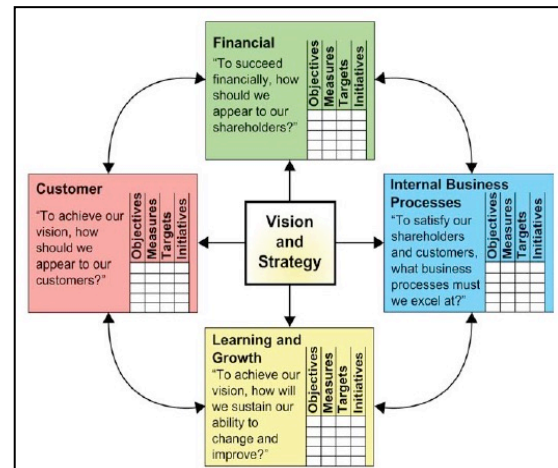 Financial
“To succeed
financially, how
should we
appear to our
shareholders?”
Objectives
Measures
Targets
Initiatives
Customer
“To achieve our
vision, how
should we
appear to our
customers?”
Objectives
Measures
Targets
Initiatives
Vision
and
Strategy
Internal Business
Processes
“To satisfy our
shareholders
and customers,
what business
processes must
we excel at?”
Objectives
Measures
Targets
Initiatives
Learning and
Growth
“To achieve our
vision, how will
we sustain our
ability to
change and
improve?”
Objectives
Measures
Targets
Initiatives